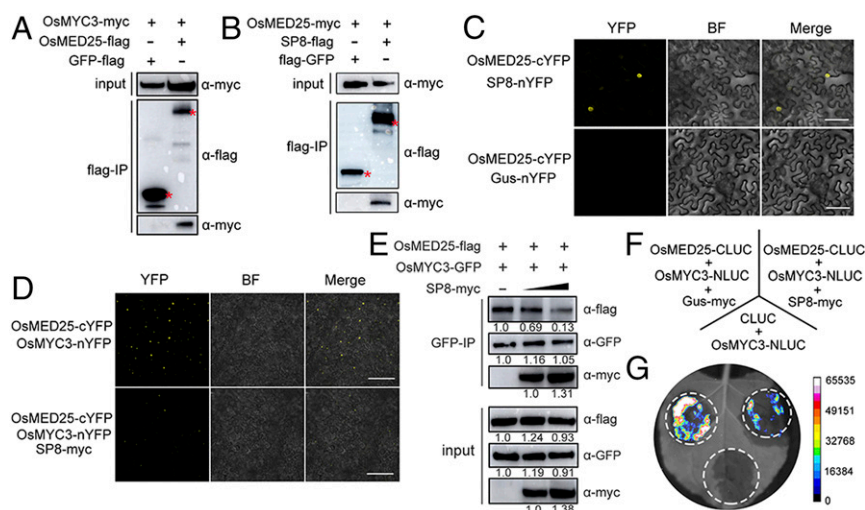 A
OsMYC3-myc + +
OsMED25-flag - +
GFP-flag + -
input α-myc
flag-IP α-flag
*
*
α-myc
B
OsMED25-myc + +
SP8-flag - +
flag-GFP + -
input α-myc
flag-IP α-flag
*
*
α-myc
C
YFP BF Merge
OsMED25-cYFP
SP8-nYFP
OsMED25-cYFP
Gus-nYFP
D
YFP BF Merge
OsMED25-cYFP
OsMYC3-nYFP
OsMED25-cYFP
OsMYC3-nYFP
SP8-myc
E
OsMED25-flag + + +
OsMYC3-GFP + + +
SP8-myc -
GFP-IP
α-flag
1.0 0.69 0.13
α-GFP
1.0 1.16 1.05
α-myc
1.0 1.31
input
α-flag
1.0 1.24 0.93
α-GFP
1.0 1.19 0.91
α-myc
1.0 1.38
F
OsMED25-CLUC
+
OsMYC3-NLUC
+
Gus-myc
OsMED25-CLUC
+
OsMYC3-NLUC
+
SP8-myc
CLUC
+
OsMYC3-NLUC
G
65535
49151
32768
16384
0